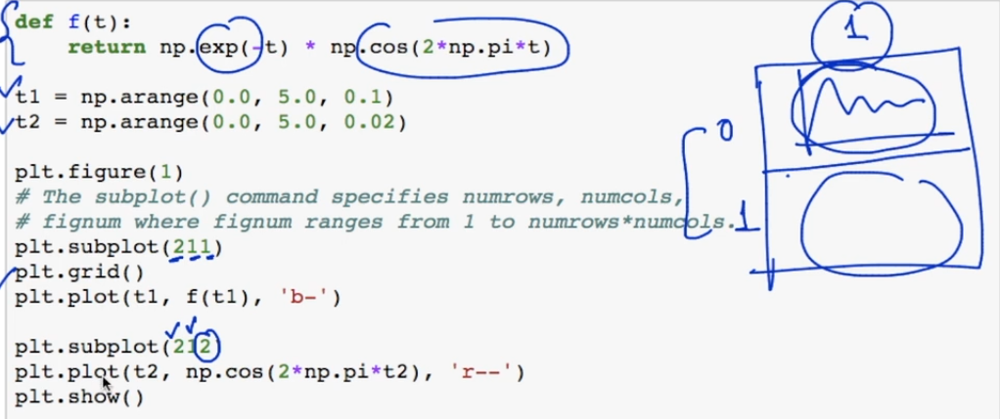 def f(t):
    return np.exp(-t) * np.cos(2*np.pi*t)
t1 = np.arange(0.0, 5.0, 0.1)
t2 = np.arange(0.0, 5.0, 0.02)
plt.figure(1)
# The subplot() command specifies numrows, numcols,
# fignum where fignum ranges from 1 to numrows*numcols.
plt.subplot(211)
plt.grid()
plt.plot(t1, f(t1), 'b-')
plt.subplot(212)
plt.plot(t2, np.cos(2*np.pi*t2), 'r--')
plt.show()
1
0
1